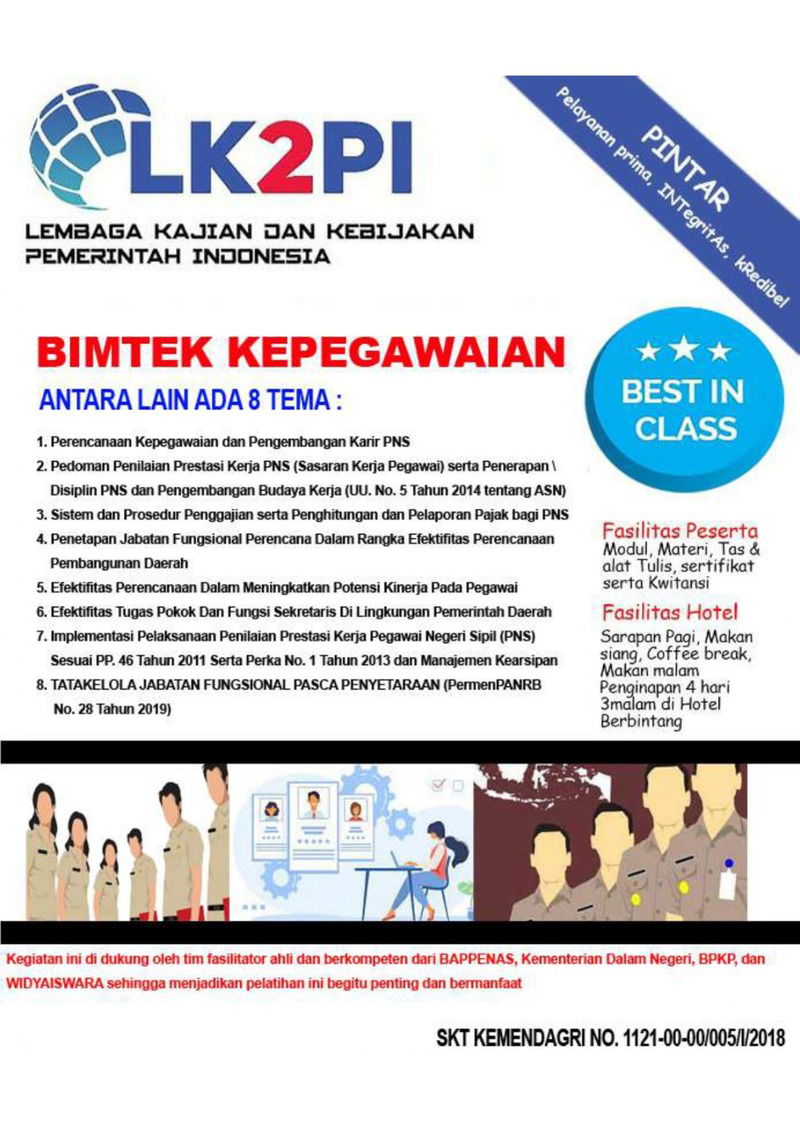 LK2PI
LEMBAGA KAJIAN DAN KEBIJAKAN
PEMERINTAH INDONESIA
PINTAR
Pelayanan prima, INTegritAs, kRedibel
BIMTEK KEPEGAWAIAN
ANTARA LAIN ADA 8 TEMA :
1. Perencanaan Kepegawaian dan Pengembangan Karir PNS
2. Pedoman Penilaian Prestasi Kerja PNS (Sasaran Kerja Pegawai) serta Penerapan \
Disiplin PNS dan Pengembangan Budaya Kerja (UU. No. 5 Tahun 2014 tentang ASN)
3. Sistem dan Prosedur Penggajian serta Penghitungan dan Pelaporan Pajak bagi PNS
4. Penetapan Jabatan Fungsional Perencana Dalam Rangka Efektifitas Perencanaan
Pembangunan Daerah
5. Efektifitas Perencanaan Dalam Meningkatkan Potensi Kinerja Pada Pegawai
6. Efektifitas Tugas Pokok Dan Fungsi Sekretaris Di Lingkungan Pemerintah Daerah
7. Implementasi Pelaksanaan Penilaian Prestasi Kerja Pegawai Negeri Sipil (PNS)
Sesuai PP. 46 Tahun 2011 Serta Perka No. 1 Tahun 2013 dan Manajemen Kearsipan
8. TATAKELOLA JABATAN FUNGSIONAL PASCA PENYETARAAN (PermenPANRB
No. 28 Tahun 2019)
BEST IN
CLASS
Fasilitas Peserta
Modul, Materi, Tas &
alat Tulis, sertifikat
serta Kwitansi
Fasilitas Hotel
Sarapan Pagi, Makan
siang, Coffee break,
Makan malam
Penginapan 4 hari
3malam di Hotel
Berbintang
Kegiatan ini di dukung oleh tim fasilitator ahli dan berkompeten dari BAPPENAS, Kementerian Dalam Negeri, BPKP, dan
WIDYAISWARA sehingga menjadikan pelatihan ini begitu penting dan bermanfaat
SKT KEMENDAGRI NO. 1121-00-00/005/I/2018